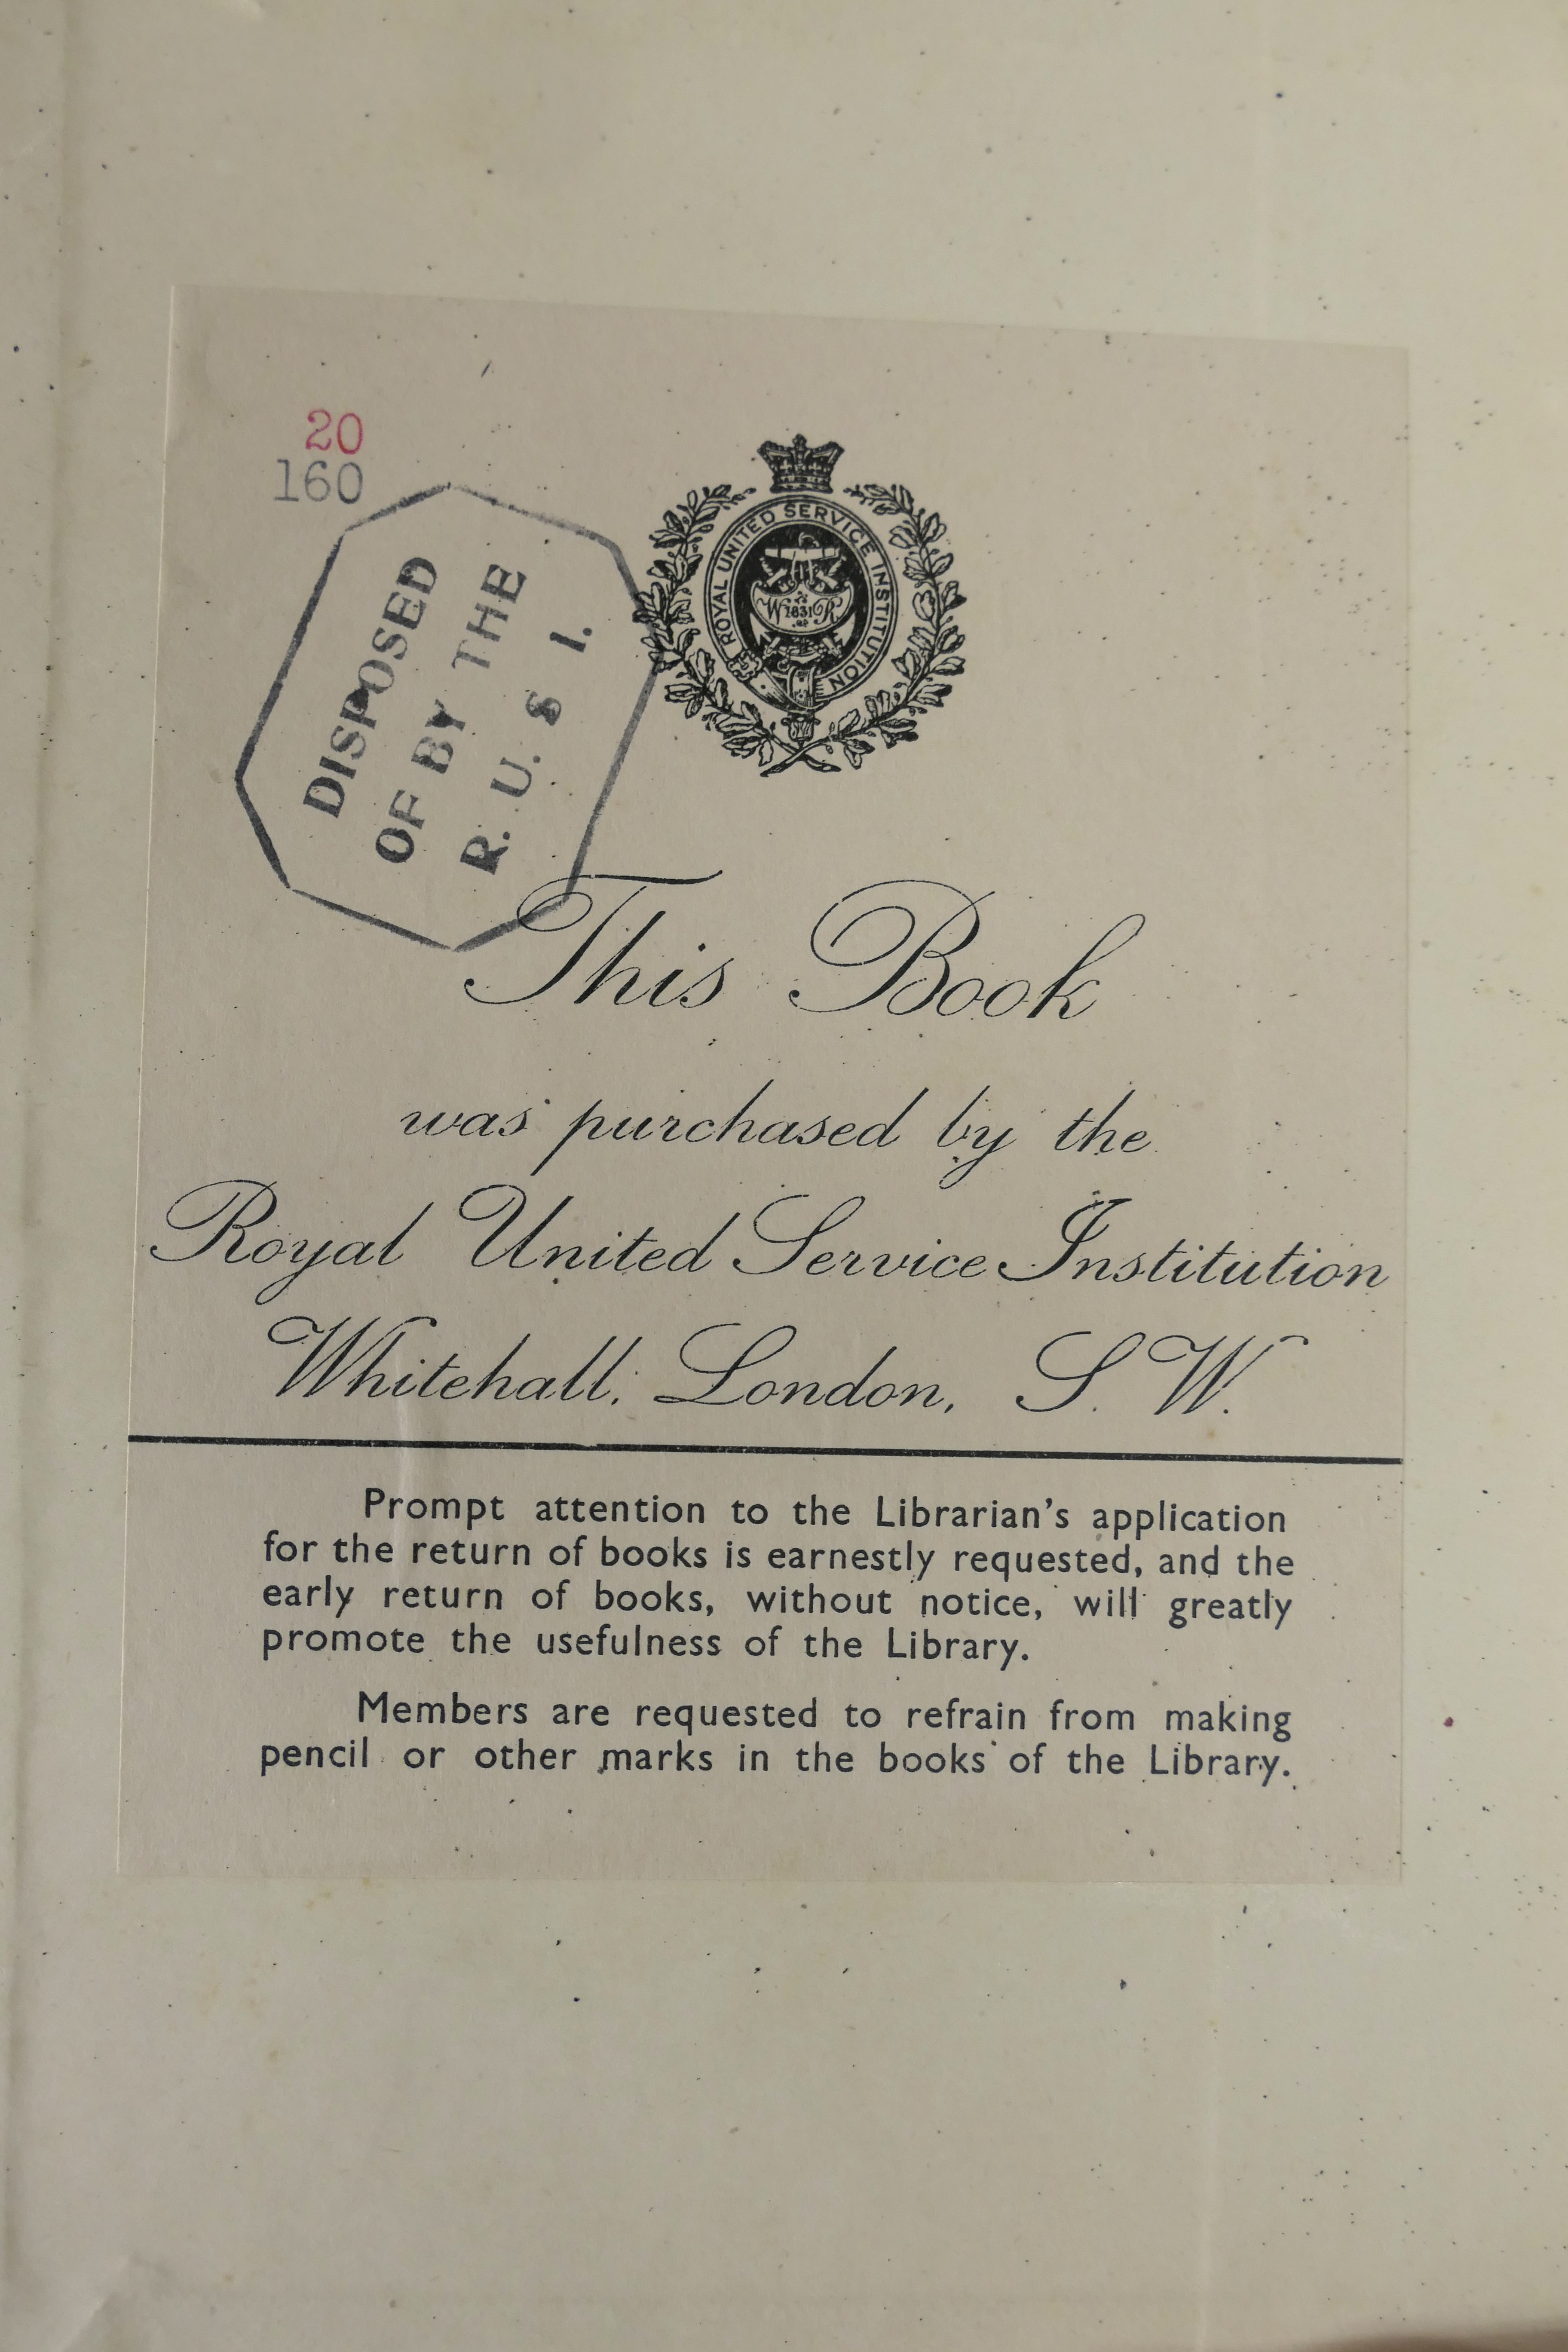 20
160
DISPOSED
OF BY THE
R. U. S I.
ROYAL UNITED SERVICE INSTITUTION
W 1831 R
This Book
was purchased by the
Royal United Service Institution
Whitehall, London, S. W.
Prompt attention to the Librarian's application
for the return of books is earnestly requested, and the
early return of books, without notice, will greatly
promote the usefulness of the Library.
Members are requested to refrain from making
pencil or other marks in the books of the Library.